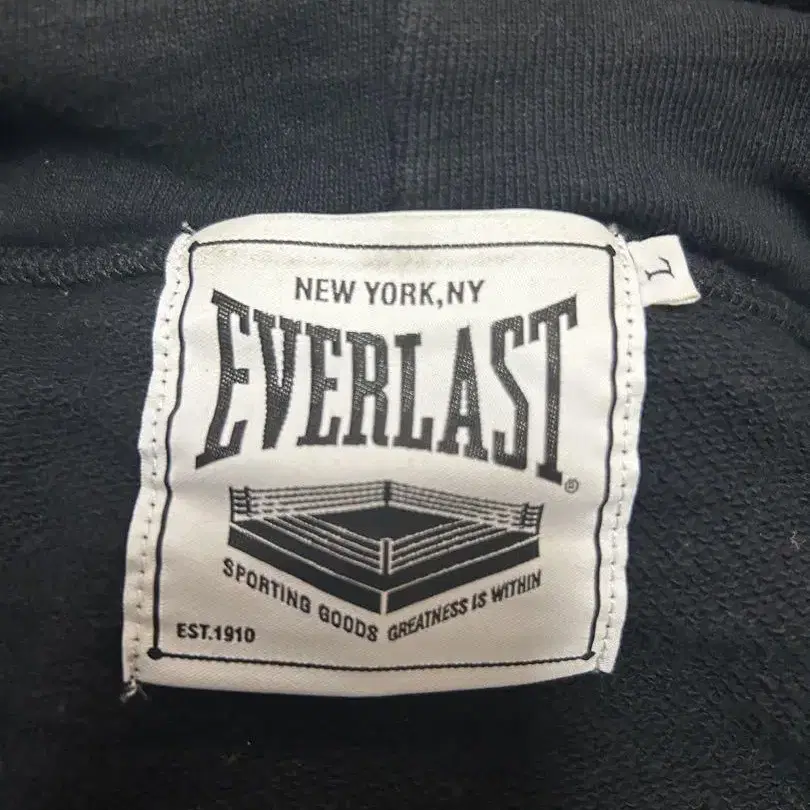 NEW YORK,NY
EVERLAST®
SPORTING GOODS GREATNESS IS WITHIN
EST.1910
L